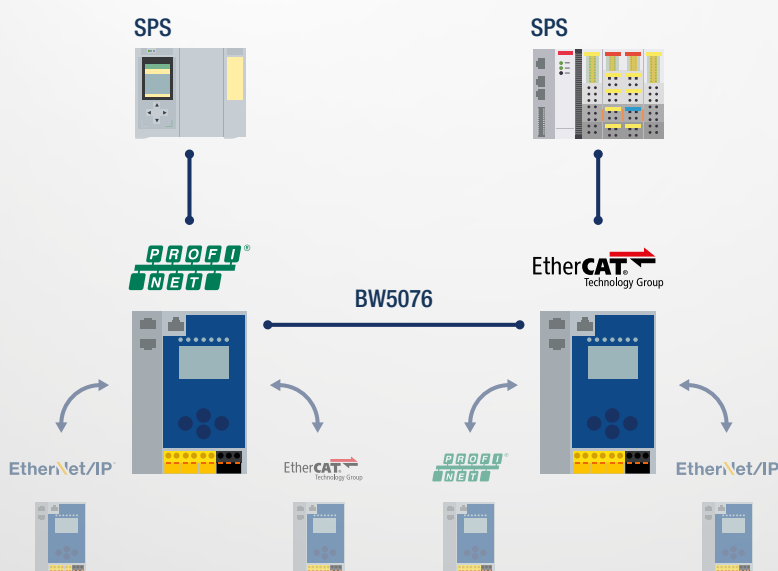 SPS
SPS
PROFI®
NET
EtherCAT®
Technology Group
BW5076
EtherNet/IP
EtherCAT
Technology Group
PROFI®
NET
EtherNet/IP